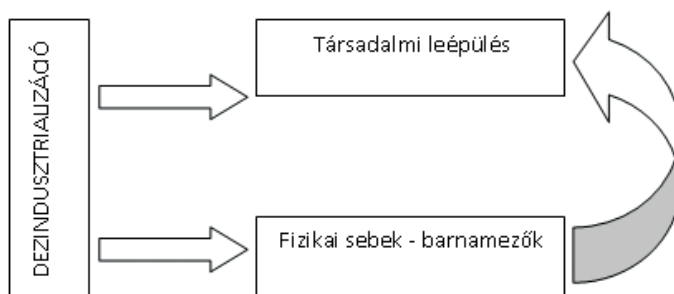 DEZINDUSZTRIALIZÁCIÓ
Társadalmi leépülés
Fizikai sebek - barnamezők